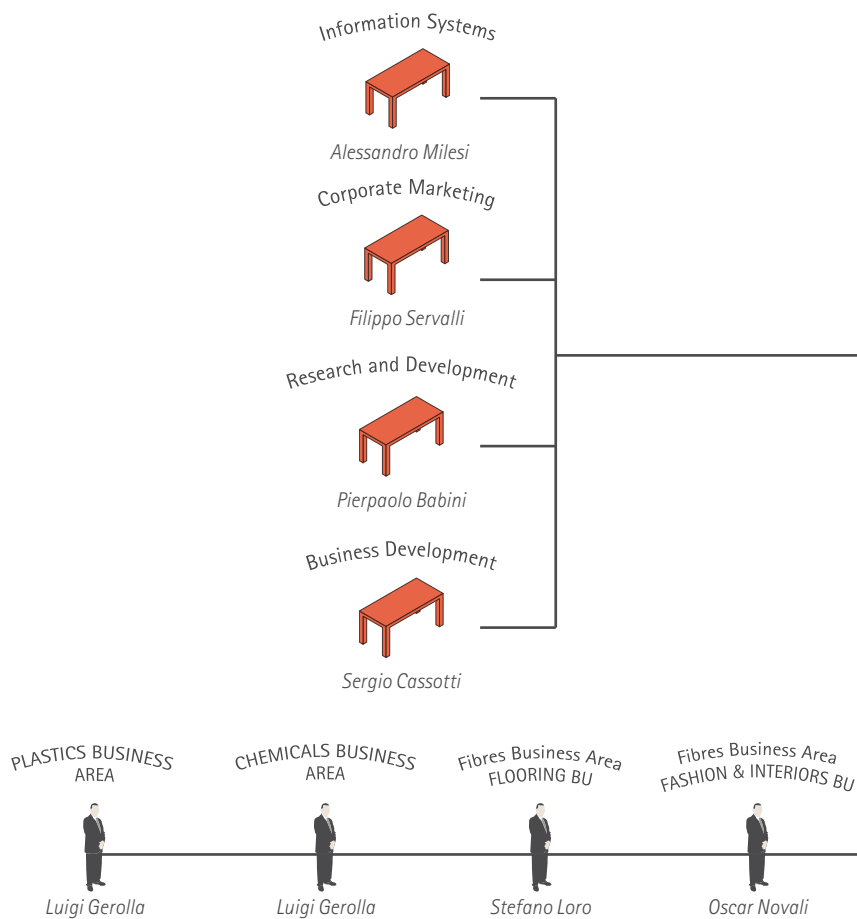 Information Systems
Alessandro Milesi
Corporate Marketing
Filippo Servalli
Research and Development
Pierpaolo Babini
Business Development
Sergio Cassotti
PLASTICS BUSINESS
AREA
Luigi Gerolla
CHEMICALS BUSINESS
AREA
Luigi Gerolla
Fibres Business Area
FLOORING BU
Stefano Loro
Fibres Business Area
FASHION & INTERIORS BU
Oscar Novali